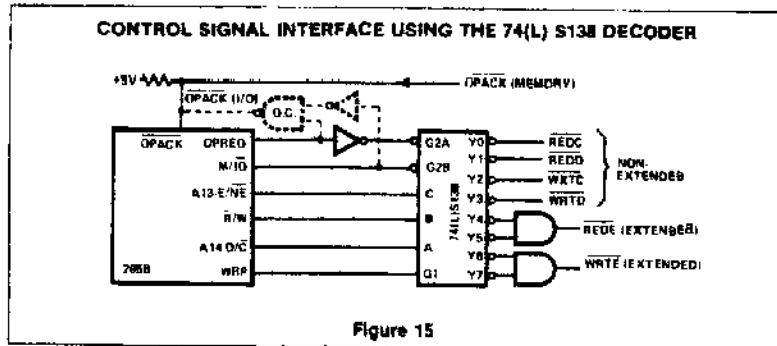 CONTROL SIGNAL INTERFACE USING THE 74(L) S138 DECODER
+5V
OPACK (MEMORY)
OPACK (I/O)
O.C.
OPACK OPREQ G2A Y0 REDC
M/IO G2B Y1 REDD
NON-
EXTENDED
A13-E/NE C Y2 WRTC
Y3 WRTD
R/W B 74(L)S138 Y4
Y5 REDE (EXTENDED)
A14 D/C A Y6
WRTE (EXTENDED)
WRP G1 Y7
Figure 15